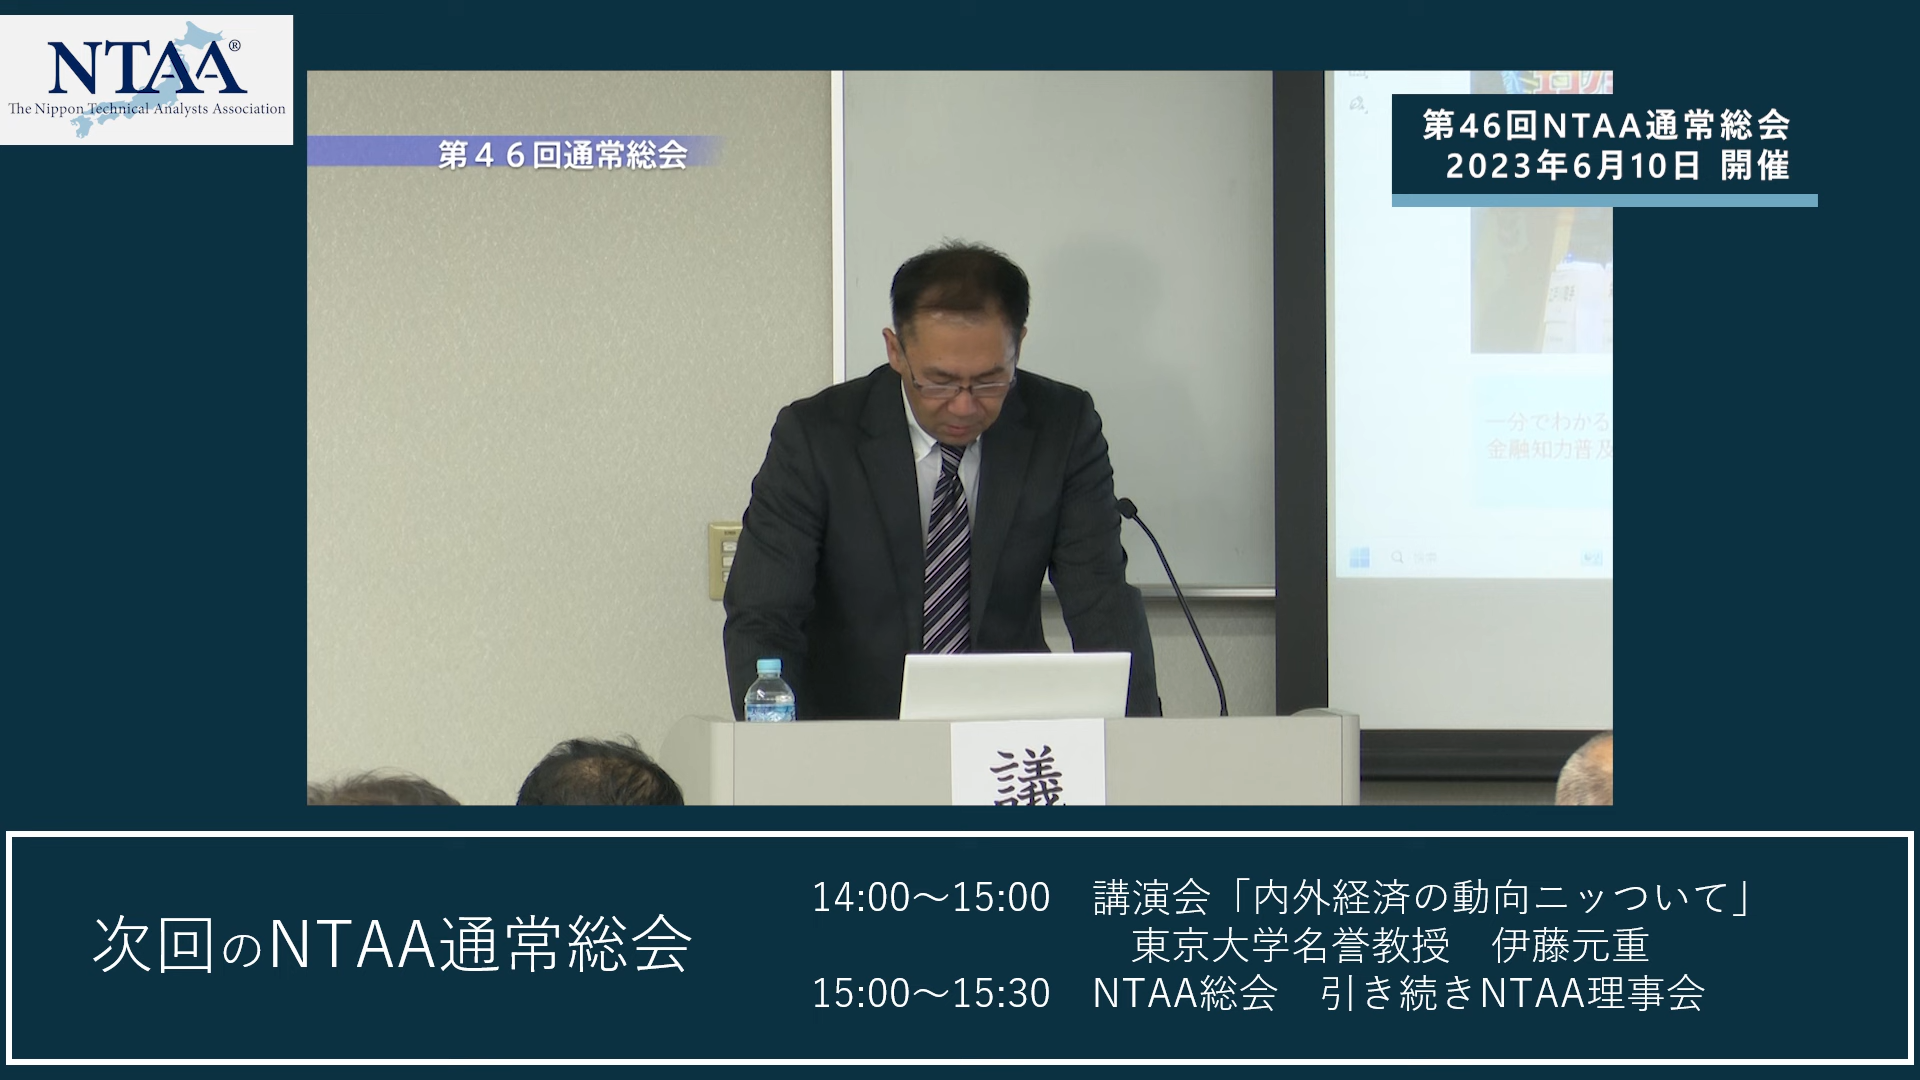 NTAA®
The Nippon Technical Analysts Association
第４６回通常総会
第46回NTAA通常総会
2023年6月10日 開催
一分でわかる
金融知力普及
議
次回のNTAA通常総会
14:00～15:00　講演会「内外経済の動向ニッついて」
東京大学名誉教授　伊藤元重
15:00～15:30　NTAA総会　引き続きNTAA理事会